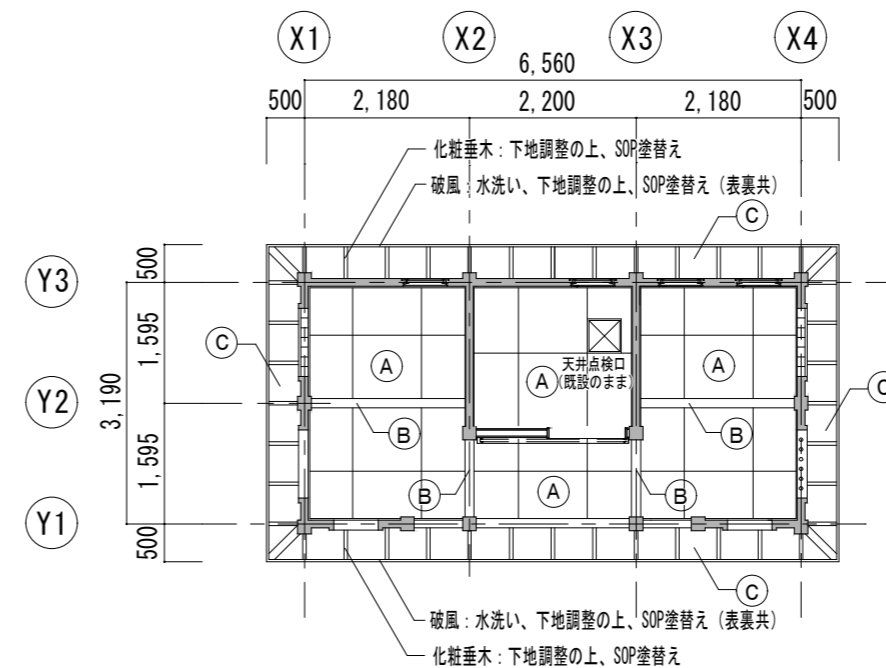 X1 X2 X3 X4
6,560
500 2,180 2,200 2,180 500
化粧垂木：下地調整の上、SOP塗替え
破風：水洗い、下地調整の上、SOP塗替え（表裏共）
C
Y3
500
C
1,595
A
天井点検口
(既設のまま)
A
A
C
3,190
Y2
B
B
1,595
B
A
B
Y1
500
C
破風：水洗い、下地調整の上、SOP塗替え（表裏共）
化粧垂木：下地調整の上、SOP塗替え